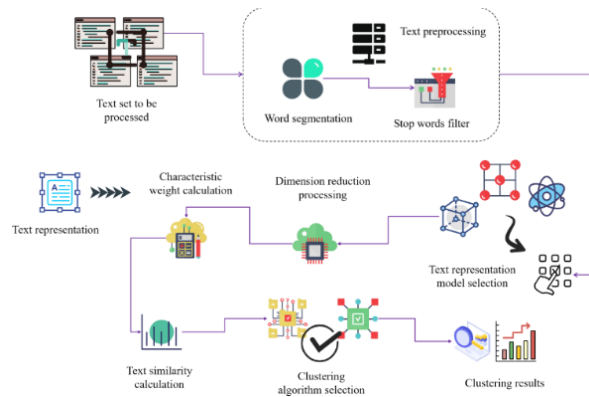 Text preprocessing
Text set to be
processed
Word segmentation
Stop words filter
Characteristic
weight calculation
Dimension reduction
processing
Text representation
Text representation
model selection
Text similarity
calculation
Clustering
algorithm selection
Clustering results